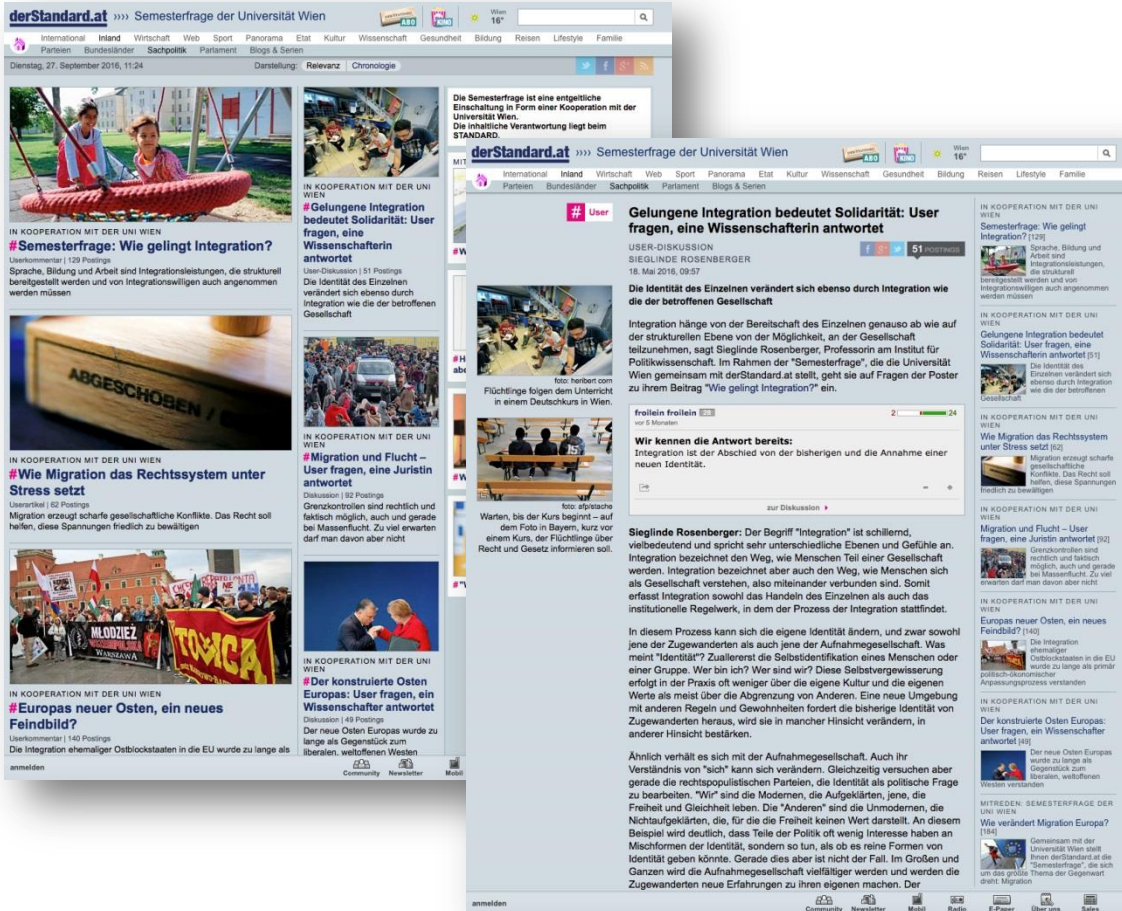 derStandard.at »»» Semesterfrage der Universität Wien
ABO
KINO
Wien
16°
International Inland Wirtschaft Web Sport Panorama Etat Kultur Wissenschaft Gesundheit Bildung Reisen Lifestyle Familie
Parteien Bundesländer Sachpolitik Parlament Blogs & Serien
Dienstag, 27. September 2016, 11:24
Darstellung: Relevanz Chronologie
IN KOOPERATION MIT DER UNI WIEN
#Semesterfrage: Wie gelingt Integration?
Userkommentar | 129 Postings
Sprache, Bildung und Arbeit sind Integrationsleistungen, die strukturell
bereitgestellt werden und von Integrationswilligen auch angenommen
werden müssen
ABGESCHOBEN /
IN KOOPERATION MIT DER UNI WIEN
#Wie Migration das Rechtssystem unter
Stress setzt
Userartikel | 62 Postings
Migration erzeugt scharfe gesellschaftliche Konflikte. Das Recht soll
helfen, diese Spannungen friedlich zu bewältigen
MŁODZIEŻ
WSZECHPOLSKA
WARSZAWA
IN KOOPERATION MIT DER UNI WIEN
#Europas neuer Osten, ein neues
Feindbild?
Userkommentar | 140 Postings
Die Integration ehemaliger Ostblockstaaten in die EU wurde zu lange als
IN KOOPERATION MIT DER UNI
WIEN
#Gelungene Integration
bedeutet Solidarität: User
fragen, eine
Wissenschafterin
antwortet
User-Diskussion | 51 Postings
Die Identität des Einzelnen
verändert sich ebenso durch
Integration wie die der betroffenen
Gesellschaft
IN KOOPERATION MIT DER UNI
WIEN
#Migration und Flucht –
User fragen, eine Juristin
antwortet
Diskussion | 92 Postings
Grenzkontrollen sind rechtlich und
faktisch möglich, auch und gerade
bei Massenflucht. Zu viel erwarten
darf man davon aber nicht
IN KOOPERATION MIT DER UNI
WIEN
#Der konstruierte Osten
Europas: User fragen, ein
Wissenschafter antwortet
Diskussion | 49 Postings
Der neue Osten Europas wurde zu
lange als Gegenstück zum
liberalen, weltoffenen Westen
Die Semesterfrage ist eine entgeltliche
Einschaltung in Form einer Kooperation mit der
Universität Wien.
Die inhaltliche Verantwortung liegt beim
STANDARD.
anmelden
Community Newsletter Mobil
derStandard.at »»» Semesterfrage der Universität Wien
ABO
KINO
Wien
16°
International Inland Wirtschaft Web Sport Panorama Etat Kultur Wissenschaft Gesundheit Bildung Reisen Lifestyle Familie
Parteien Bundesländer Sachpolitik Parlament Blogs & Serien
# User
foto: heribert corn
Flüchtlinge folgen dem Unterricht
in einem Deutschkurs in Wien.
foto: afp/stache
Warten, bis der Kurs beginnt – auf
dem Foto in Bayern, kurz vor
einem Kurs, der Flüchtlinge über
Recht und Gesetz informieren soll.
Gelungene Integration bedeutet Solidarität: User
fragen, eine Wissenschafterin antwortet
USER-DISKUSSION
SIEGLINDE ROSENBERGER
18. Mai 2016, 09:57
51 POSTINGS
Die Identität des Einzelnen verändert sich ebenso durch Integration wie
die der betroffenen Gesellschaft
Integration hänge von der Bereitschaft des Einzelnen genauso ab wie auf
der strukturellen Ebene von der Möglichkeit, an der Gesellschaft
teilzunehmen, sagt Sieglinde Rosenberger, Professorin am Institut für
Politikwissenschaft. Im Rahmen der "Semesterfrage", die die Universität
Wien gemeinsam mit derStandard.at stellt, geht sie auf Fragen der Poster
zu ihrem Beitrag "Wie gelingt Integration?" ein.
froilein froilein 28
vor 5 Monaten
2 24
Wir kennen die Antwort bereits:
Integration ist der Abschied von der bisherigen und die Annahme einer
neuen Identität.
zur Diskussion
Sieglinde Rosenberger: Der Begriff "Integration" ist schillernd,
vielbedeutend und spricht sehr unterschiedliche Ebenen und Gefühle an.
Integration bezeichnet den Weg, wie Menschen Teil einer Gesellschaft
werden. Integration bezeichnet aber auch den Weg, wie Menschen sich
als Gesellschaft verstehen, also miteinander verbunden sind. Somit
erfasst Integration sowohl das Handeln des Einzelnen als auch das
institutionelle Regelwerk, in dem der Prozess der Integration stattfindet.
In diesem Prozess kann sich die eigene Identität ändern, und zwar sowohl
jene der Zugewanderten als auch jene der Aufnahmegesellschaft. Was
meint "Identität"? Zuallererst die Selbstidentifikation eines Menschen oder
einer Gruppe. Wer bin ich? Wer sind wir? Diese Selbstvergewisserung
erfolgt in der Praxis oft weniger über die eigene Kultur und die eigenen
Werte als meist über die Abgrenzung von Anderen. Eine neue Umgebung
mit anderen Regeln und Gewohnheiten fordert die bisherige Identität von
Zugewanderten heraus, wird sie in mancher Hinsicht verändern, in
anderer Hinsicht bestärken.
Ähnlich verhält es sich mit der Aufnahmegesellschaft. Auch ihr
Verständnis von "sich" kann sich verändern. Gleichzeitig versuchen aber
gerade die rechtspopulistischen Parteien, die Identität als politische Frage
zu bearbeiten. "Wir" sind die Modernen, die Aufgeklärten, jene, die
Freiheit und Gleichheit leben. Die "Anderen" sind die Unmodernen, die
Nichtaufgeklärten, die, für die die Freiheit keinen Wert darstellt. An diesem
Beispiel wird deutlich, dass Teile der Politik oft wenig Interesse haben an
Mischformen der Identität, sondern so tun, als ob es reine Formen von
Identität geben könnte. Gerade dies aber ist nicht der Fall. Im Großen und
Ganzen wird die Aufnahmegesellschaft vielfältiger werden und werden die
Zugewanderten neue Erfahrungen zu ihren eigenen machen. Der
IN KOOPERATION MIT DER UNI
WIEN
Semesterfrage: Wie gelingt
Integration? [129]
Sprache, Bildung und
Arbeit sind
Integrationsleistungen,
die strukturell
bereitgestellt werden und von
Integrationswilligen auch angenommen
werden müssen
IN KOOPERATION MIT DER UNI
WIEN
Gelungene Integration bedeutet
Solidarität: User fragen, eine
Wissenschafterin antwortet [51]
Die Identität des
Einzelnen verändert sich
ebenso durch Integration
wie die der betroffenen
Gesellschaft
IN KOOPERATION MIT DER UNI
WIEN
Wie Migration das Rechtssystem
unter Stress setzt [62]
Migration erzeugt scharfe
gesellschaftliche
Konflikte. Das Recht soll
helfen, diese Spannungen
friedlich zu bewältigen
IN KOOPERATION MIT DER UNI
WIEN
Migration und Flucht – User
fragen, eine Juristin antwortet [92]
Grenzkontrollen sind
rechtlich und faktisch
möglich, auch und gerade
bei Massenflucht. Zu viel
erwarten darf man davon aber nicht
IN KOOPERATION MIT DER UNI
WIEN
Europas neuer Osten, ein neues
Feindbild? [140]
Die Integration
ehemaliger
Ostblockstaaten in die EU
wurde zu lange als primär
politisch-ökonomischer
Anpassungsprozess verstanden
IN KOOPERATION MIT DER UNI
WIEN
Der konstruierte Osten Europas:
User fragen, ein Wissenschafter
antwortet [49]
Der neue Osten Europas
wurde zu lange als
Gegenstück zum
liberalen, weltoffenen
Westen verstanden
MITREDEN: SEMESTERFRAGE DER
UNI WIEN
Wie verändert Migration Europa?
[184]
Gemeinsam mit der
Universität Wien stellt
Ihnen derStandard.at die
"Semesterfrage", die sich
um das größte Thema der Gegenwart
dreht: Migration
anmelden
Community Newsletter Mobil Radio E-Paper Über uns Sales